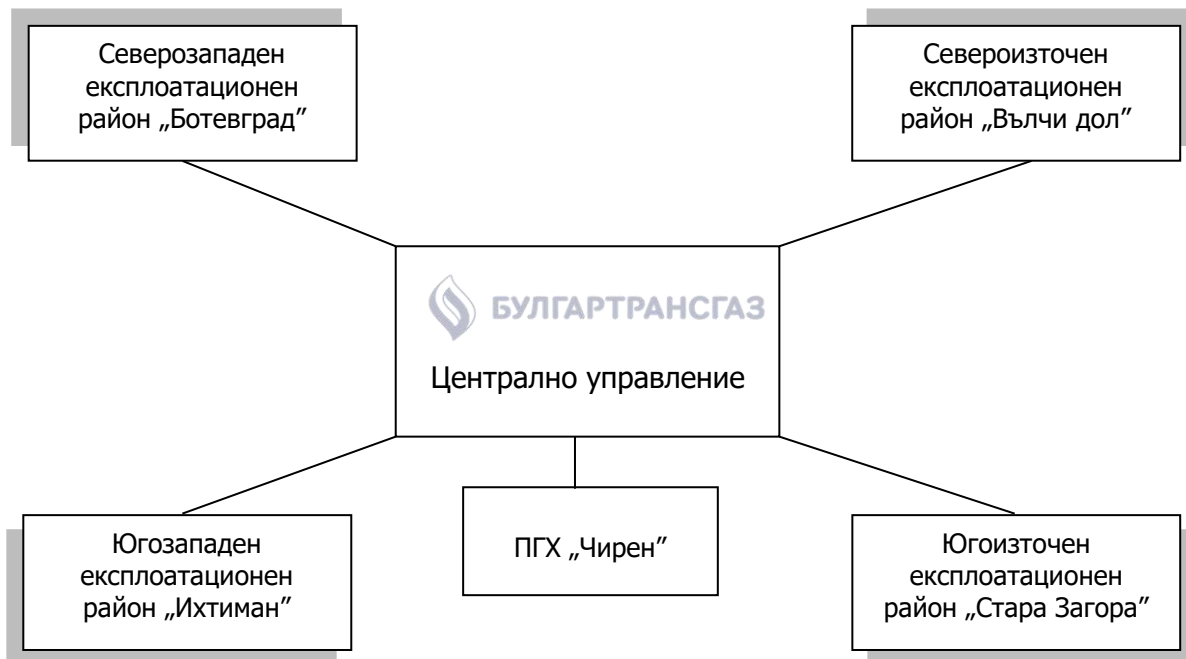 Северозападен
експлоатационен
район „Ботевград”
Североизточен
експлоатационен
район „Вълчи дол”
БУЛГАРТРАНСГАЗ
Централно управление
Югозападен
експлоатационен
район „Ихтиман”
ПГХ „Чирен”
Югоизточен
експлоатационен
район „Стара Загора”